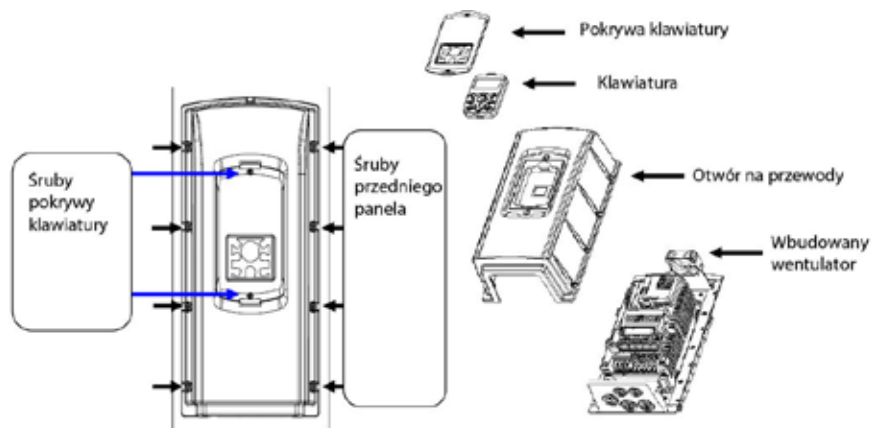 Pokrywa klawiatury
Klawiatura
Śruby
pokrywy
klawiatury
Śruby
przedniego
panela
Otwór na przewody
Wbudowany
wentulator